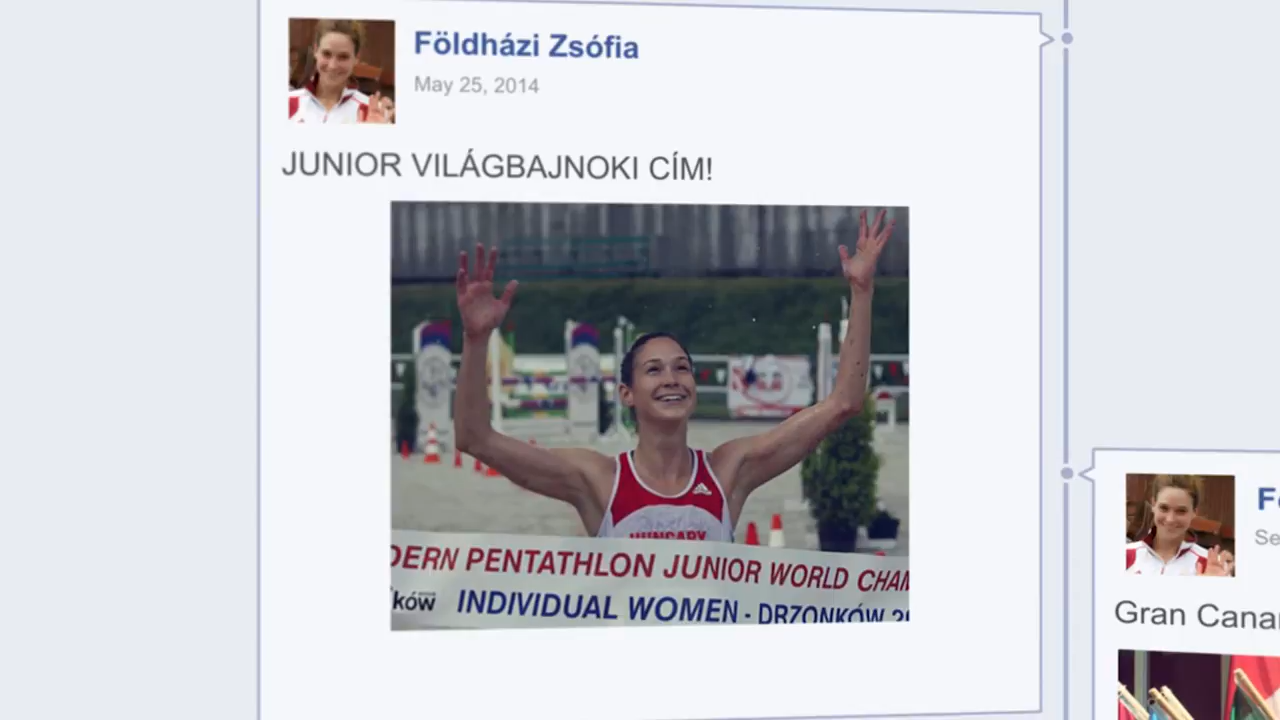 Földházi Zsófia
May 25, 2014
JUNIOR VILÁGBAJNOKI CÍM!
HUNGARY
DERN PENTATHLON JUNIOR WORLD CHAM
ków INDIVIDUAL WOMEN - DRZONKÓW 20
Gran Cana